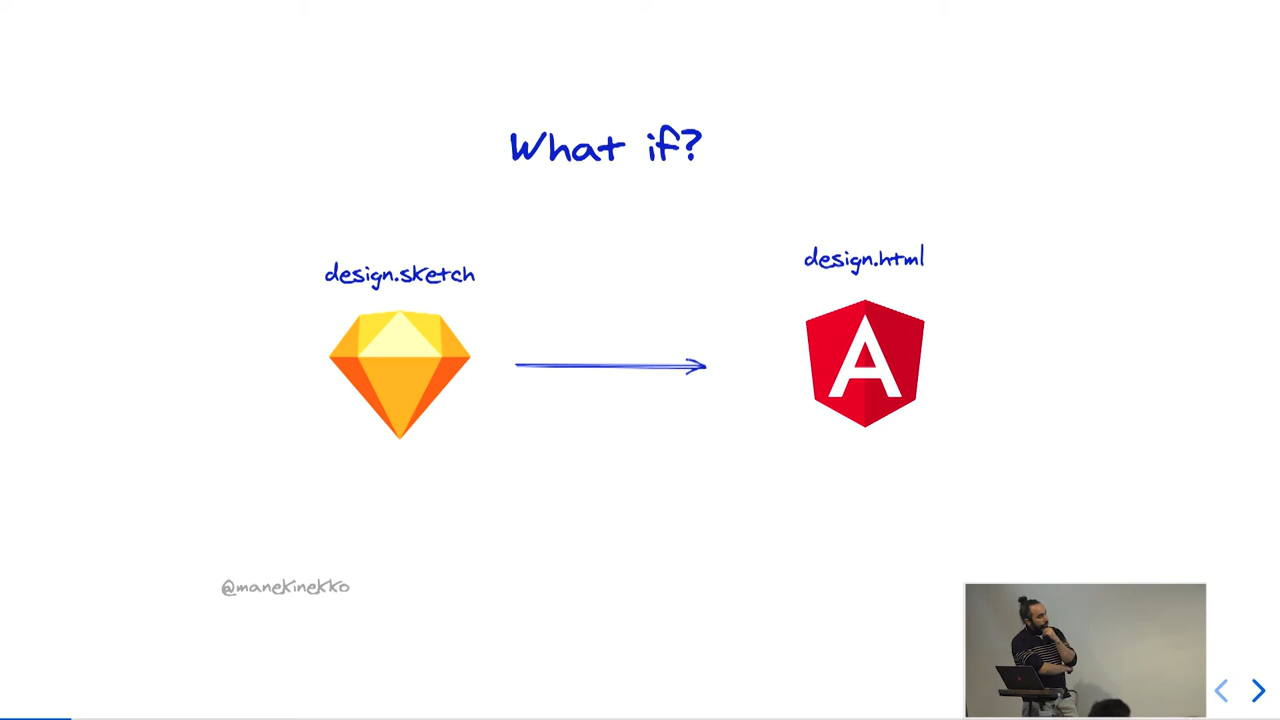 What if?
design.sketch
design.html
A
@manekinekko